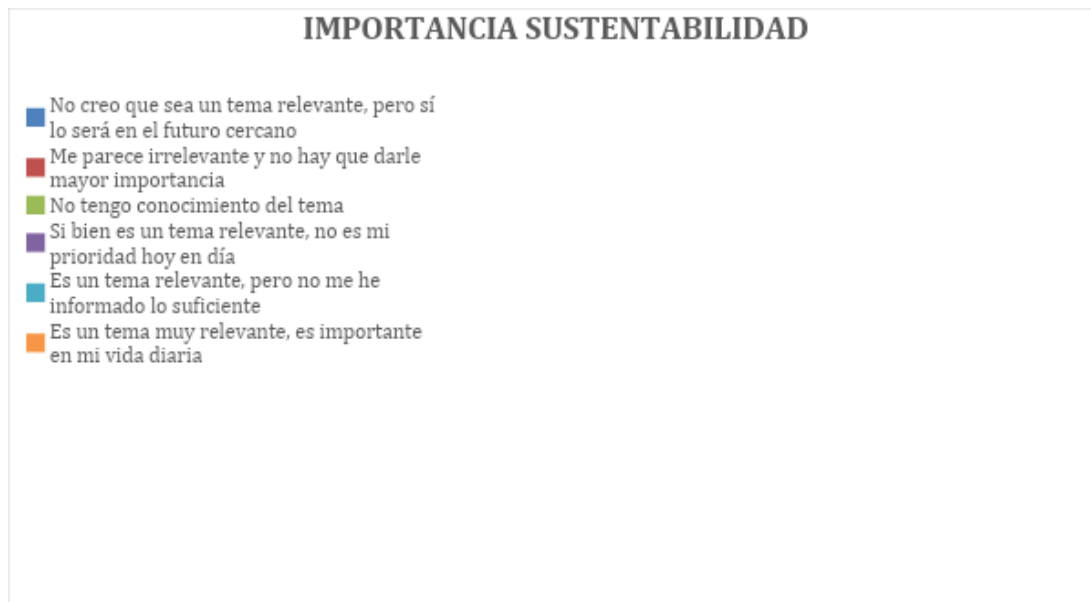 IMPORTANCIA SUSTENTABILIDAD
No creo que sea un tema relevante, pero sí
lo será en el futuro cercano
Me parece irrelevante y no hay que darle
mayor importancia
No tengo conocimiento del tema
Si bien es un tema relevante, no es mi
prioridad hoy en día
Es un tema relevante, pero no me he
informado lo suficiente
Es un tema muy relevante, es importante
en mi vida diaria